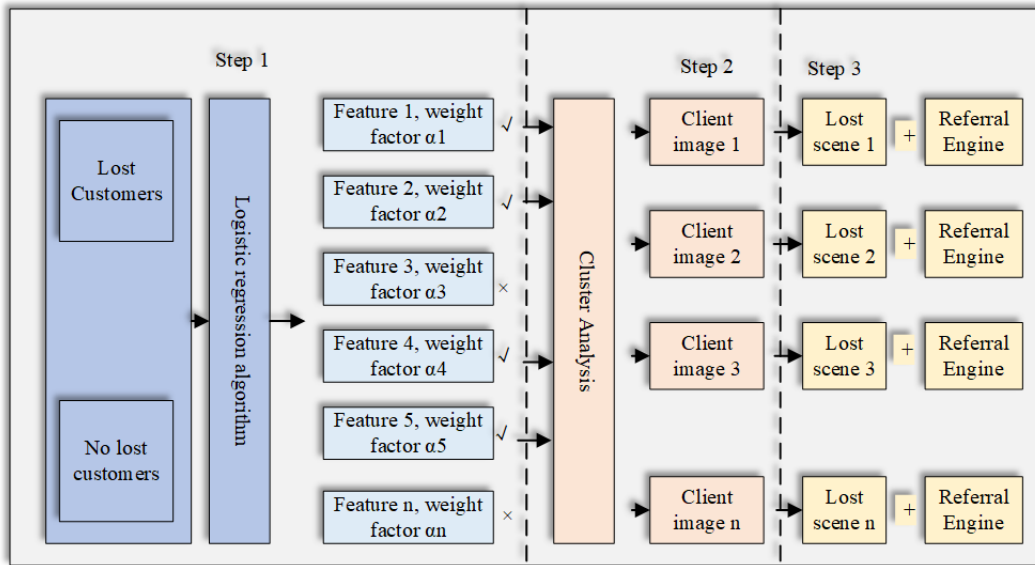 Step 1
Step 2
Step 3
Lost
Customers
No lost
customers
Logistic regression algorithm
Feature 1, weight
factor α1
√
Feature 2, weight
factor α2
√
Feature 3, weight
factor α3
×
Feature 4, weight
factor α4
√
Feature 5, weight
factor α5
√
Feature n, weight
factor αn
×
Cluster Analysis
Client
image 1
Client
image 2
Client
image 3
Client
image n
Lost
scene 1
+
Referral
Engine
Lost
scene 2
+
Referral
Engine
Lost
scene 3
+
Referral
Engine
Lost
scene n
+
Referral
Engine